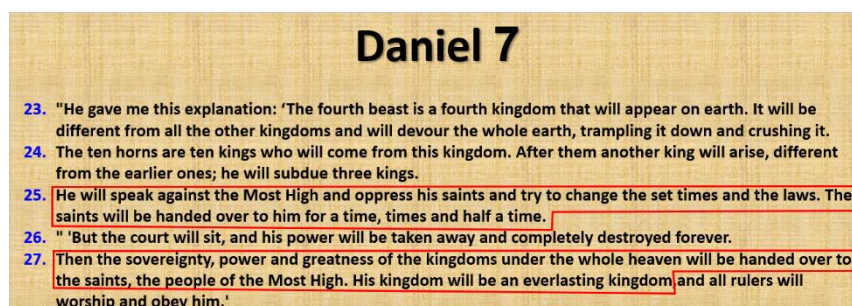 Daniel 7
23. "He gave me this explanation: ‘The fourth beast is a fourth kingdom that will appear on earth. It will be
different from all the other kingdoms and will devour the whole earth, trampling it down and crushing it.
24. The ten horns are ten kings who will come from this kingdom. After them another king will arise, different
from the earlier ones; he will subdue three kings.
25. He will speak against the Most High and oppress his saints and try to change the set times and the laws. The
saints will be handed over to him for a time, times and half a time.
26. " 'But the court will sit, and his power will be taken away and completely destroyed forever.
27. Then the sovereignty, power and greatness of the kingdoms under the whole heaven will be handed over to
the saints, the people of the Most High. His kingdom will be an everlasting kingdom, and all rulers will
worship and obey him.'